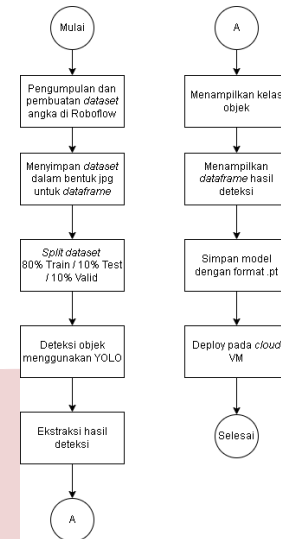 Mulai
Pengumpulan dan
pembuatan dataset
angka di Roboflow
Menyimpan dataset
dalam bentuk jpg
untuk dataframe
Split dataset
80% Train / 10% Test
/ 10% Valid
Deteksi objek
menggunakan YOLO
Ekstraksi hasil
deteksi
A
A
Menampilkan kelas
objek
Menampilkan
dataframe hasil
deteksi
Simpan model
dengan format .pt
Deploy pada cloud
VM
Selesai